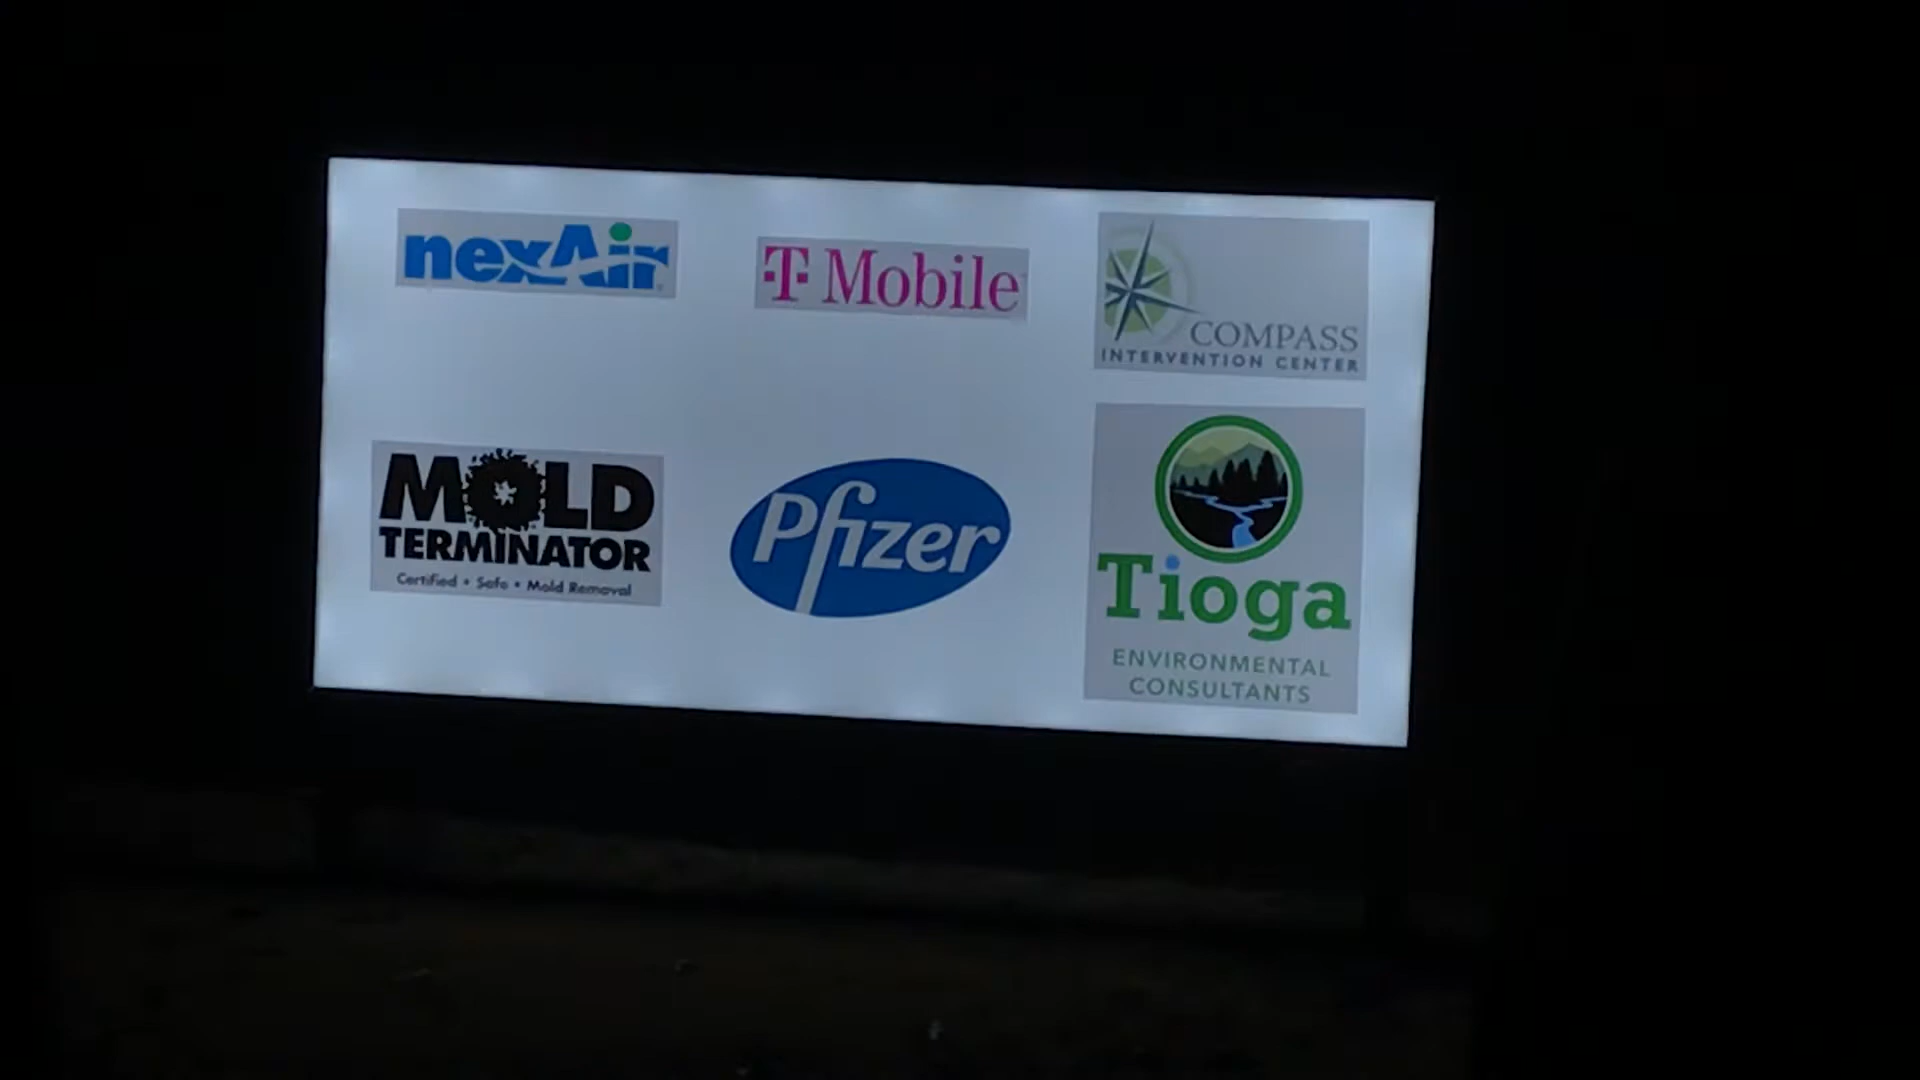 nexAir
T Mobile
COMPASS
INTERVENTION CENTER
MOLD
TERMINATOR
Certified • Safe • Mold Removal
Pfizer
Tioga
ENVIRONMENTAL
CONSULTANTS